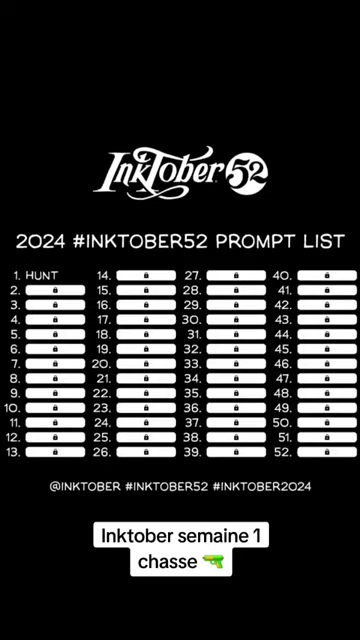 InkTober 52
2024 #INKTOBER52 PROMPT LIST
1. HUNT 14. 27. 40.
2. 15. 28. 41.
3. 16. 29. 42.
4. 17. 30. 43.
5. 18. 31. 44.
6. 19. 32. 45.
7. 20. 33. 46.
8. 21. 34. 47.
9. 22. 35. 48.
10. 23. 36. 49.
11. 24. 37. 50.
12. 25. 38. 51.
13. 26. 39. 52.
@INKTOBER #INKTOBER52 #INKTOBER2024
Inktober semaine 1
chasse 🔫